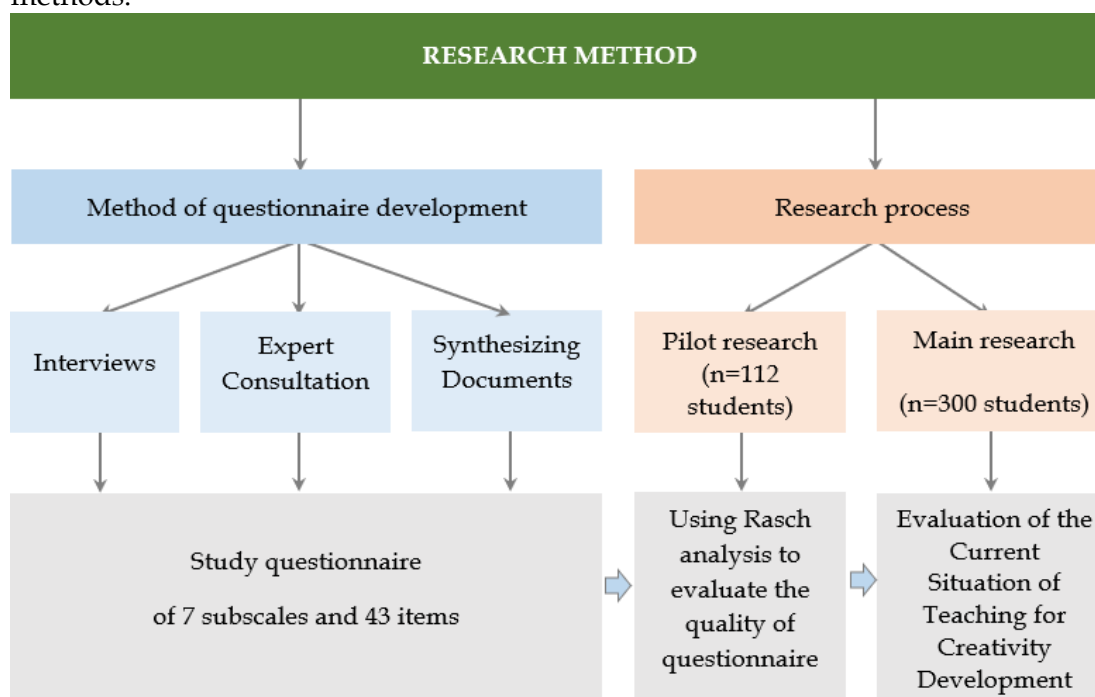 methods.
RESEARCH METHOD
Method of questionnaire development
Research process
Interviews
Expert
Consultation
Synthesizing
Documents
Pilot research
(n=112
students)
Main research
(n=300 students)
Study questionnaire
of 7 subscales and 43 items
Using Rasch
analysis to
evaluate the
quality of
questionnaire
Evaluation of the
Current
Situation of
Teaching for
Creativity
Development